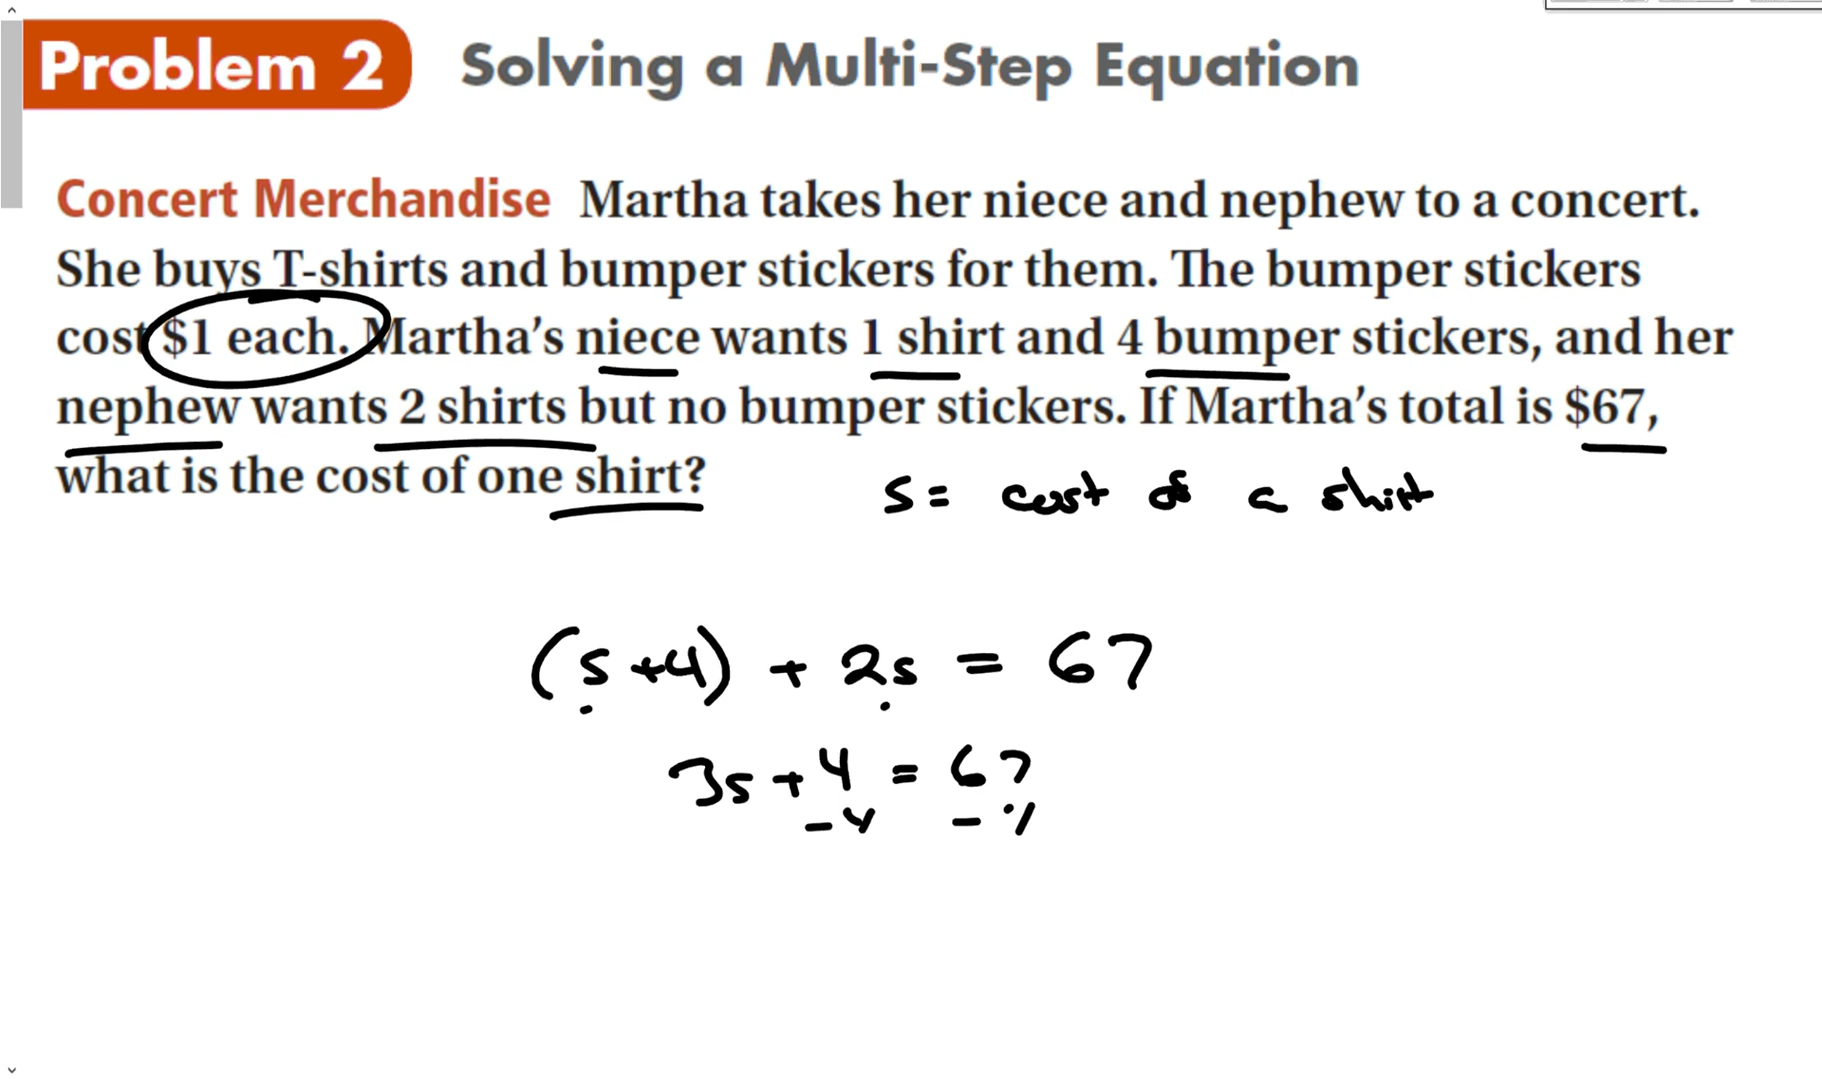 Problem 2 Solving a Multi-Step Equation
Concert Merchandise Martha takes her niece and nephew to a concert.
She buys T-shirts and bumper stickers for them. The bumper stickers
cost $1 each. Martha's niece wants 1 shirt and 4 bumper stickers, and her
nephew wants 2 shirts but no bumper stickers. If Martha's total is $67,
what is the cost of one shirt?
s = cost of a shirt
(s+4) + 2s = 67
3s + 4 = 67
-4 -